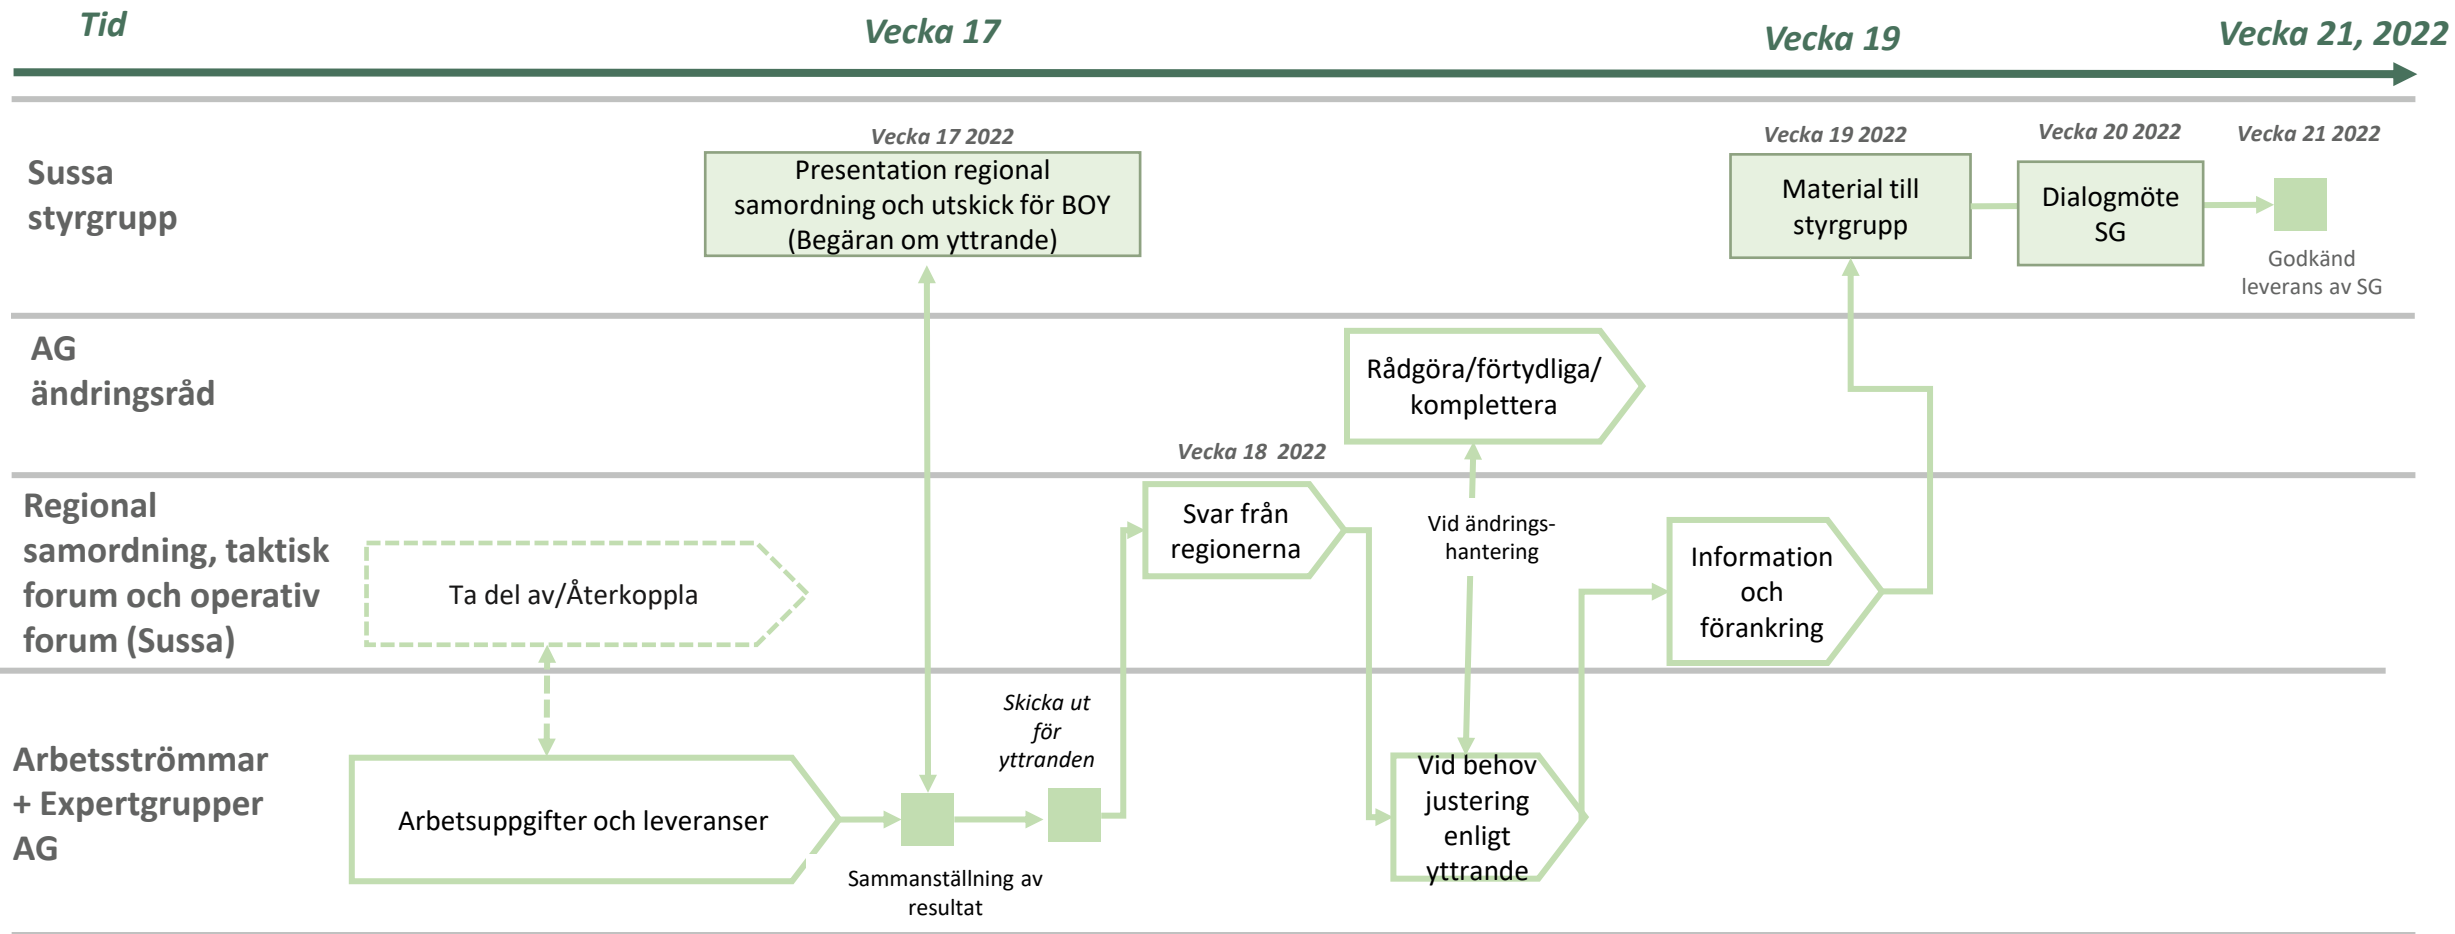 Tid
Vecka 17
Vecka 19
Vecka 21, 2022
Sussa
styrgrupp
Vecka 17 2022
Presentation regional
samordning och utskick för BOY
(Begäran om yttrande)
Vecka 19 2022
Material till
styrgrupp
Vecka 20 2022
Dialogmöte
SG
Vecka 21 2022
Godkänd
leverans av SG
AG
ändringsråd
Rådgöra/förtydliga/
komplettera
Vecka 18  2022
Regional
samordning, taktisk
forum och operativ
forum (Sussa)
Ta del av/Återkoppla
Svar från
regionerna
Vid ändrings-
hantering
Information
och
förankring
Arbetsströmmar
+ Expertgrupper
AG
Arbetsuppgifter och leveranser
Sammanställning av
resultat
Skicka ut
för
yttranden
Vid behov
justering
enligt
yttrande